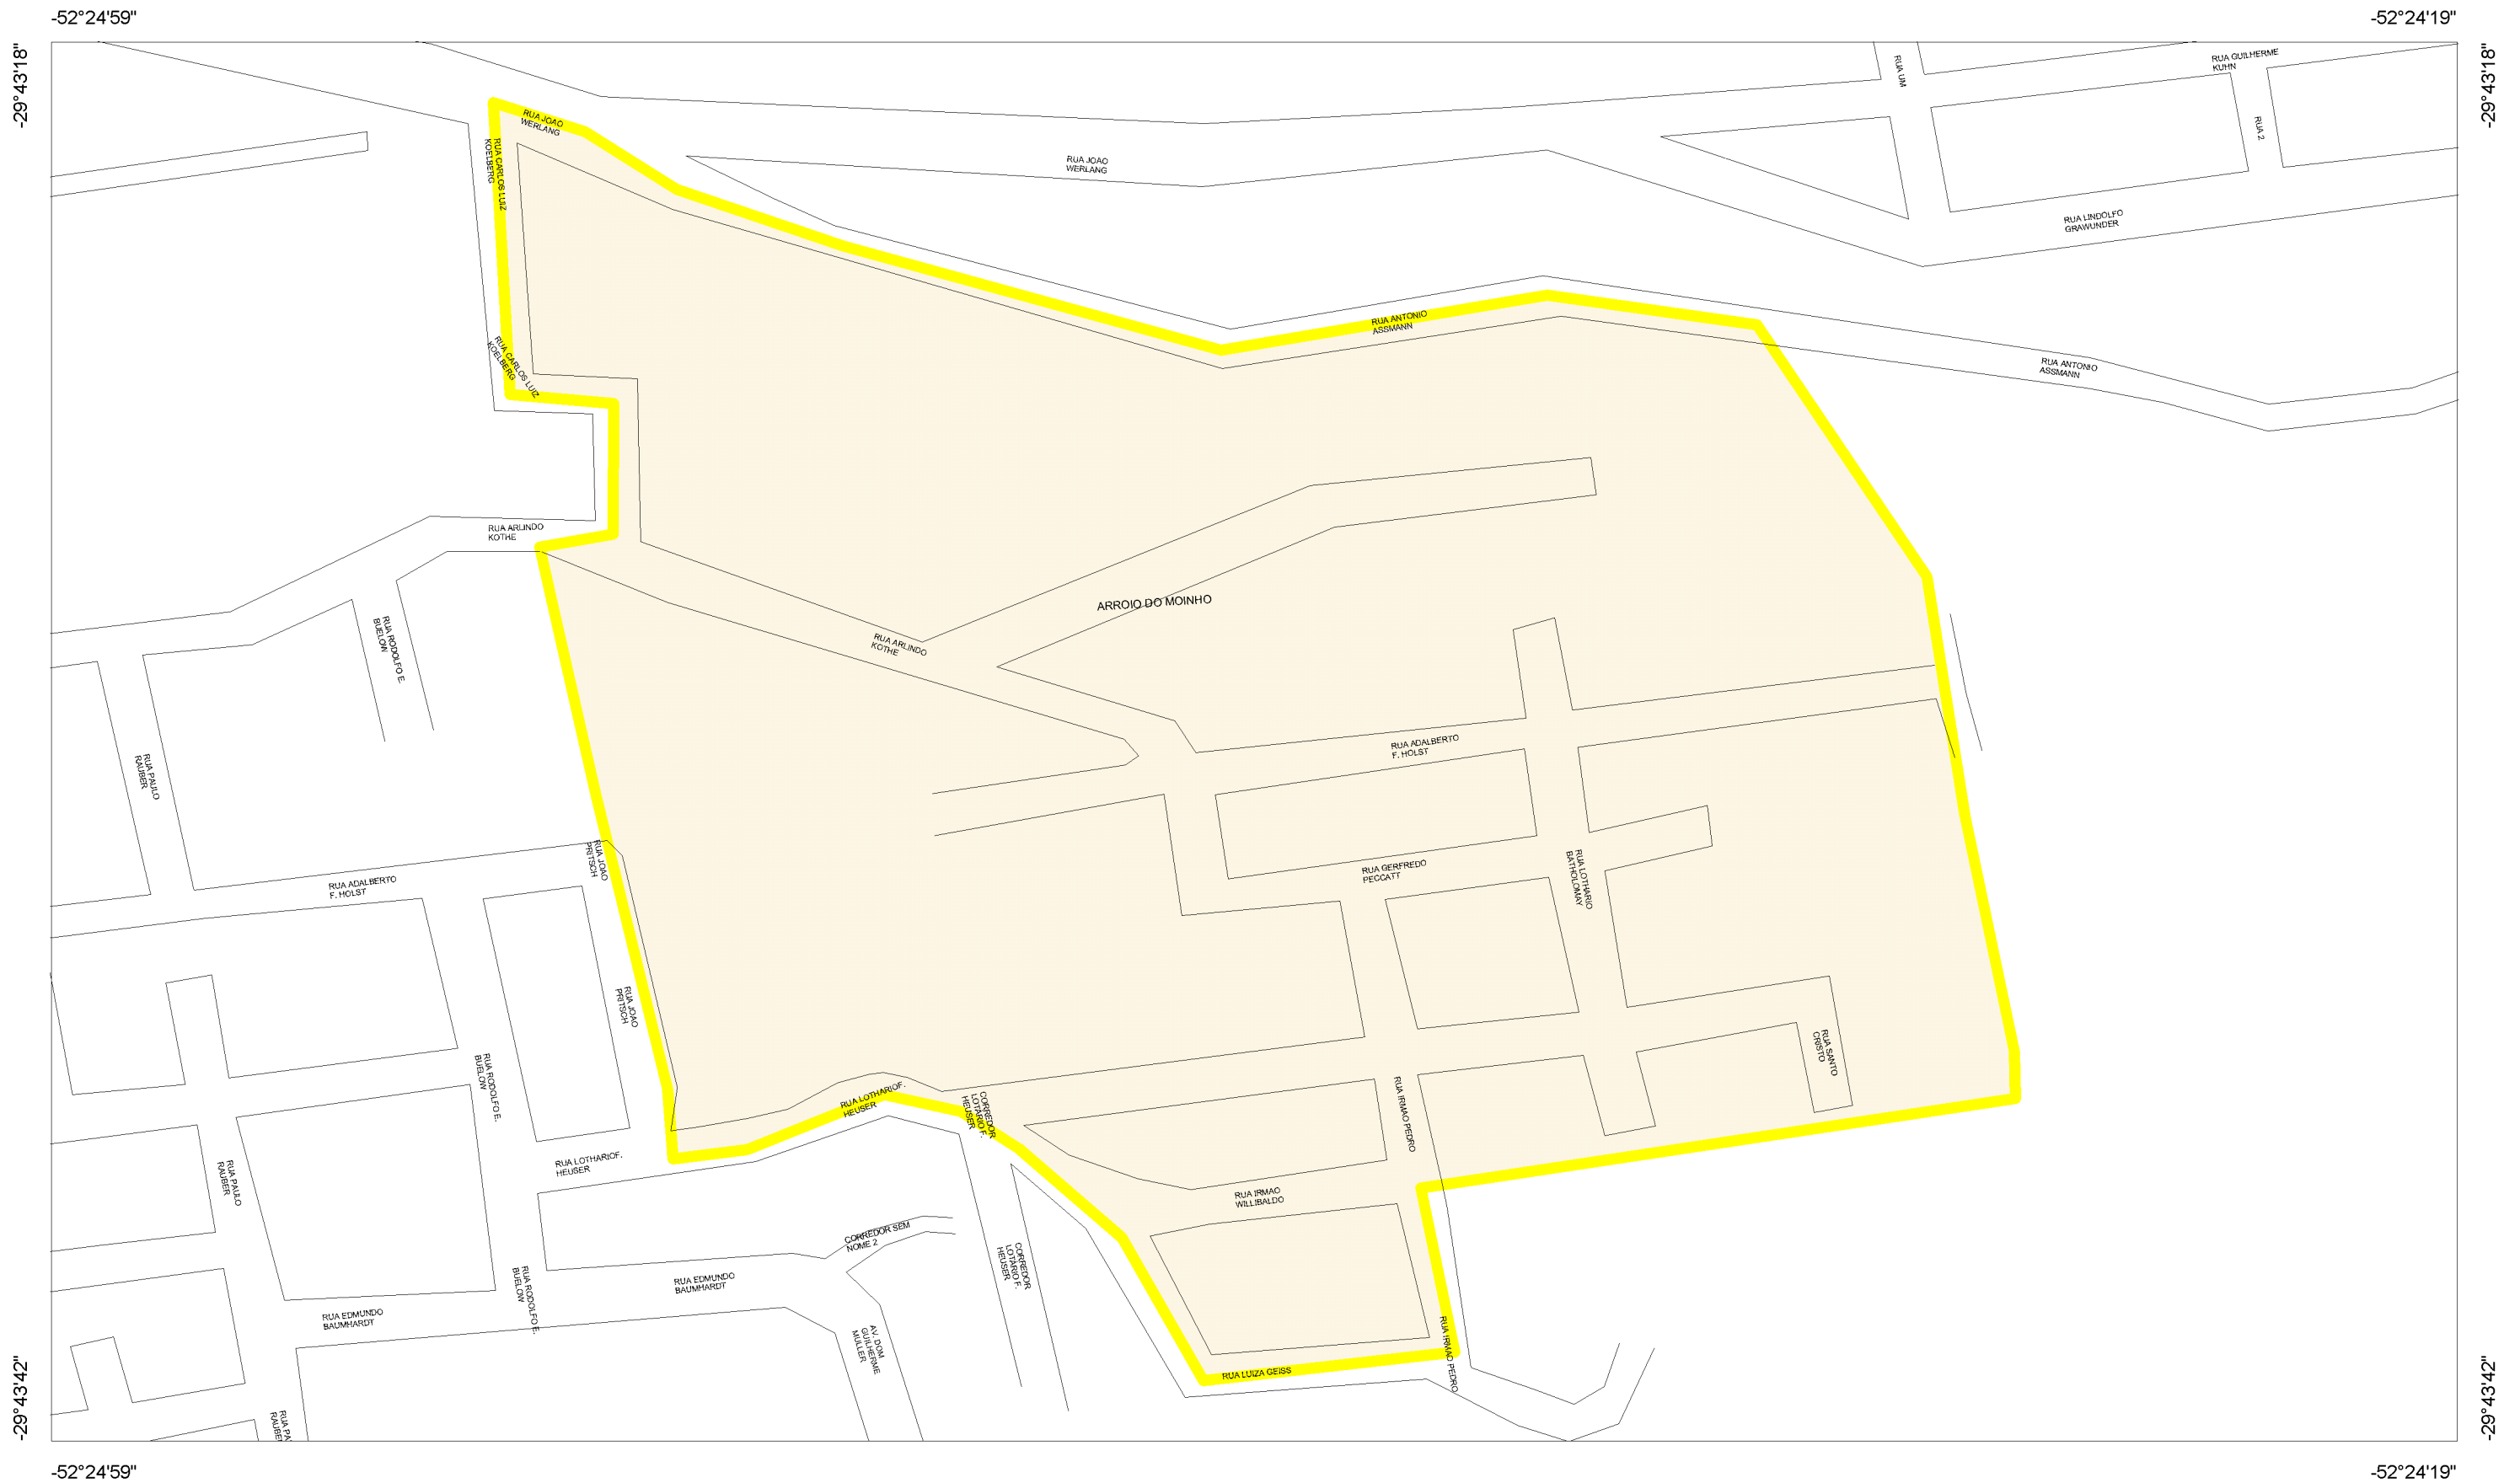 -52°24'59"
-52°24'19"
-29°43'18"
-29°43'18"
RUA UM
RUA GUILHERME
KUHN
RUA JOAO
WERLANG
RUA 2
RUA CARLOS LUIZ
KOELBERG
RUA JOAO
WERLANG
RUA LINDOLFO
GRAWUNDER
RUA ANTONIO
ASSMANN
RUA CARLOS LUIZ
KOELBERG
RUA ANTONIO
ASSMANN
RUA ARLINDO
KOTHE
ARROIO DO MOINHO
RUA RODOLFO E.
BUELOW
RUA ARLINDO
KOTHE
RUA ADALBERTO
F. HOLST
RUA PAULO
RAUBER
RUA JOAO
PRITSCH
RUA GERFREDO
PECCATT
RUA LOTHARIO
BATHOLOMAY
RUA ADALBERTO
F. HOLST
RUA JOAO
PRITSCH
RUA SANTO
CRISTO
RUA RODOLFO E.
BUELOW
RUA LOTHARIOF.
HEUSER
CORREDOR
LOTARIO F.
HEUSER
RUA IRMAO PEDRO
RUA LOTHARIOF.
HEUSER
RUA PAULO
RAUBER
RUA IRMAO
WILLIBALDO
CORREDOR SEM
NOME 2
CORREDOR
LOTARIO F.
HEUSER
RUA EDMUNDO
BAUMHARDT
RUA RODOLFO E.
BUELOW
RUA EDMUNDO
BAUMHARDT
AV. DOM
GUILHERME
MULLER
RUA IRMAO PEDRO
RUA LUIZA GEISS
RUA PA
RAUBE
-29°43'42"
-29°43'42"
-52°24'59"
-52°24'19"